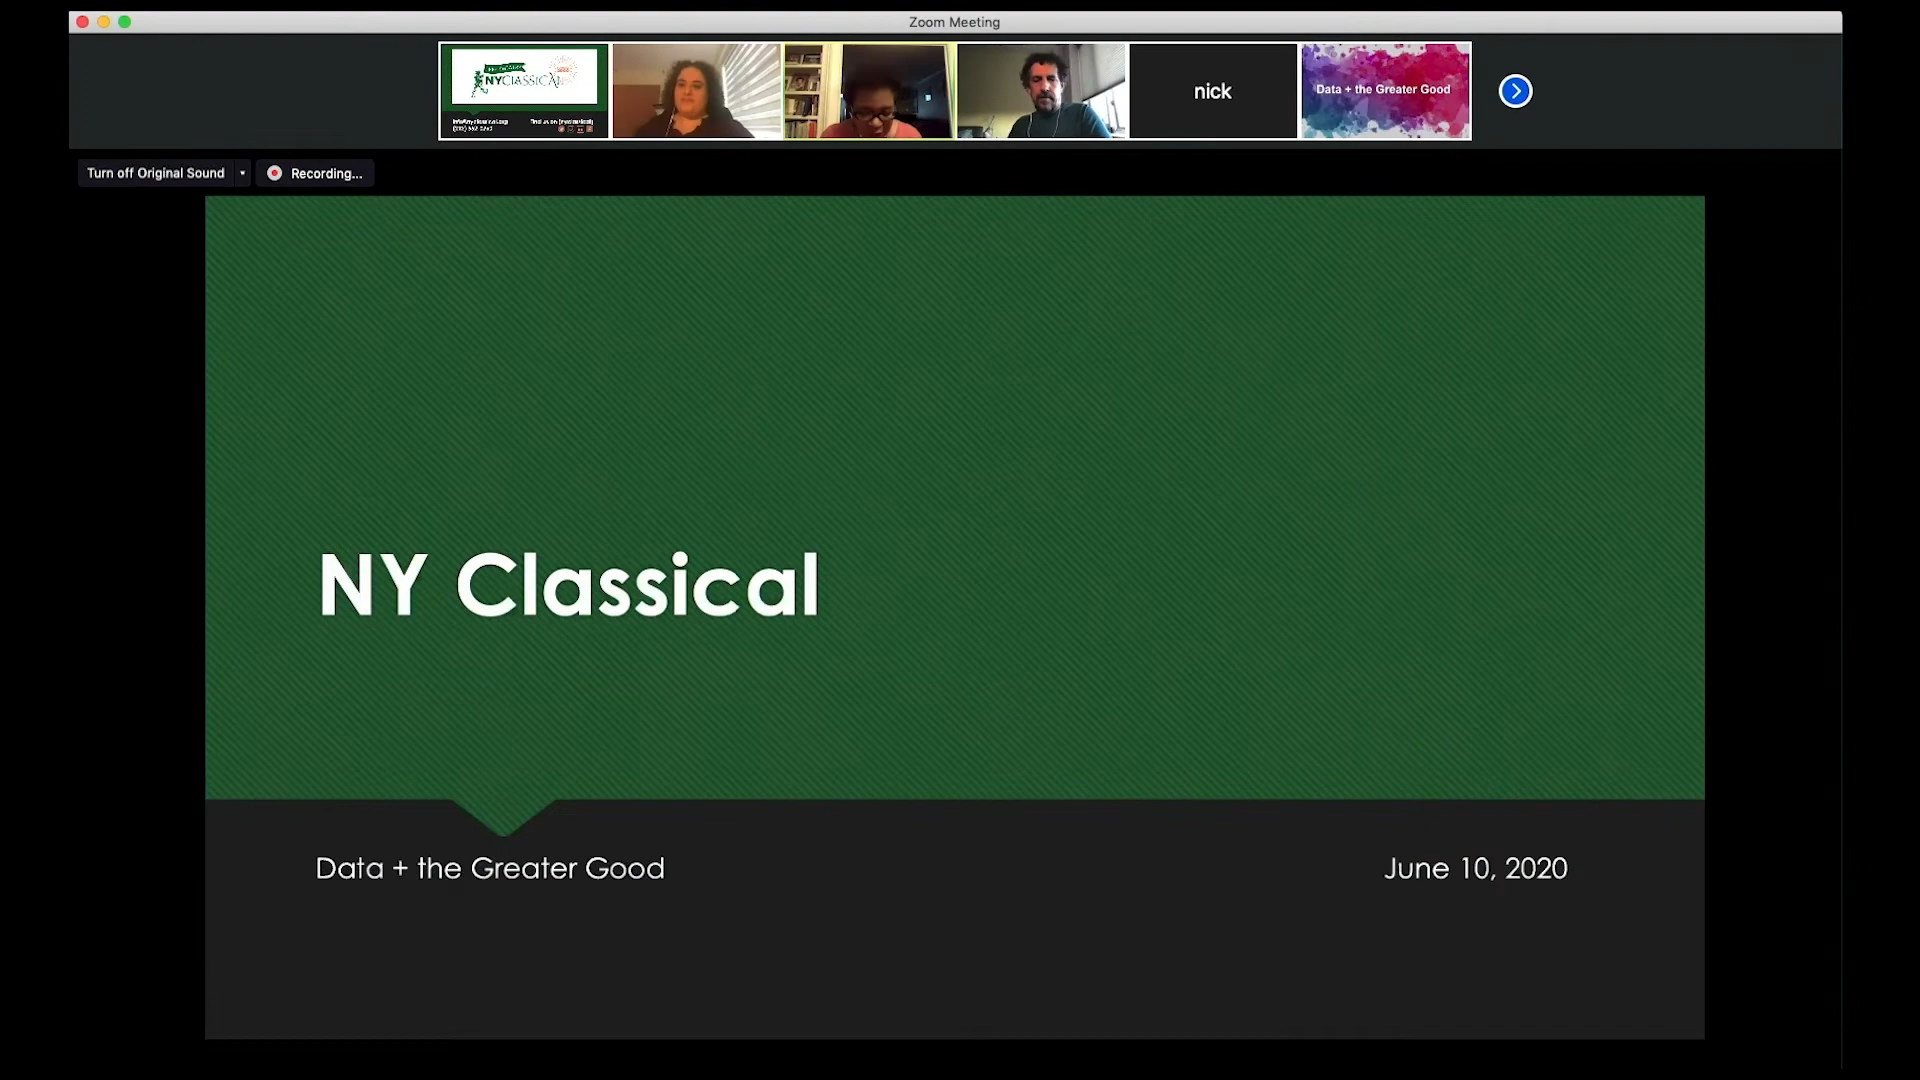 Zoom Meeting
NYCLASSICAL
nick
Data + the Greater Good
Turn off Original Sound
Recording...
NY Classical
Data + the Greater Good
June 10, 2020